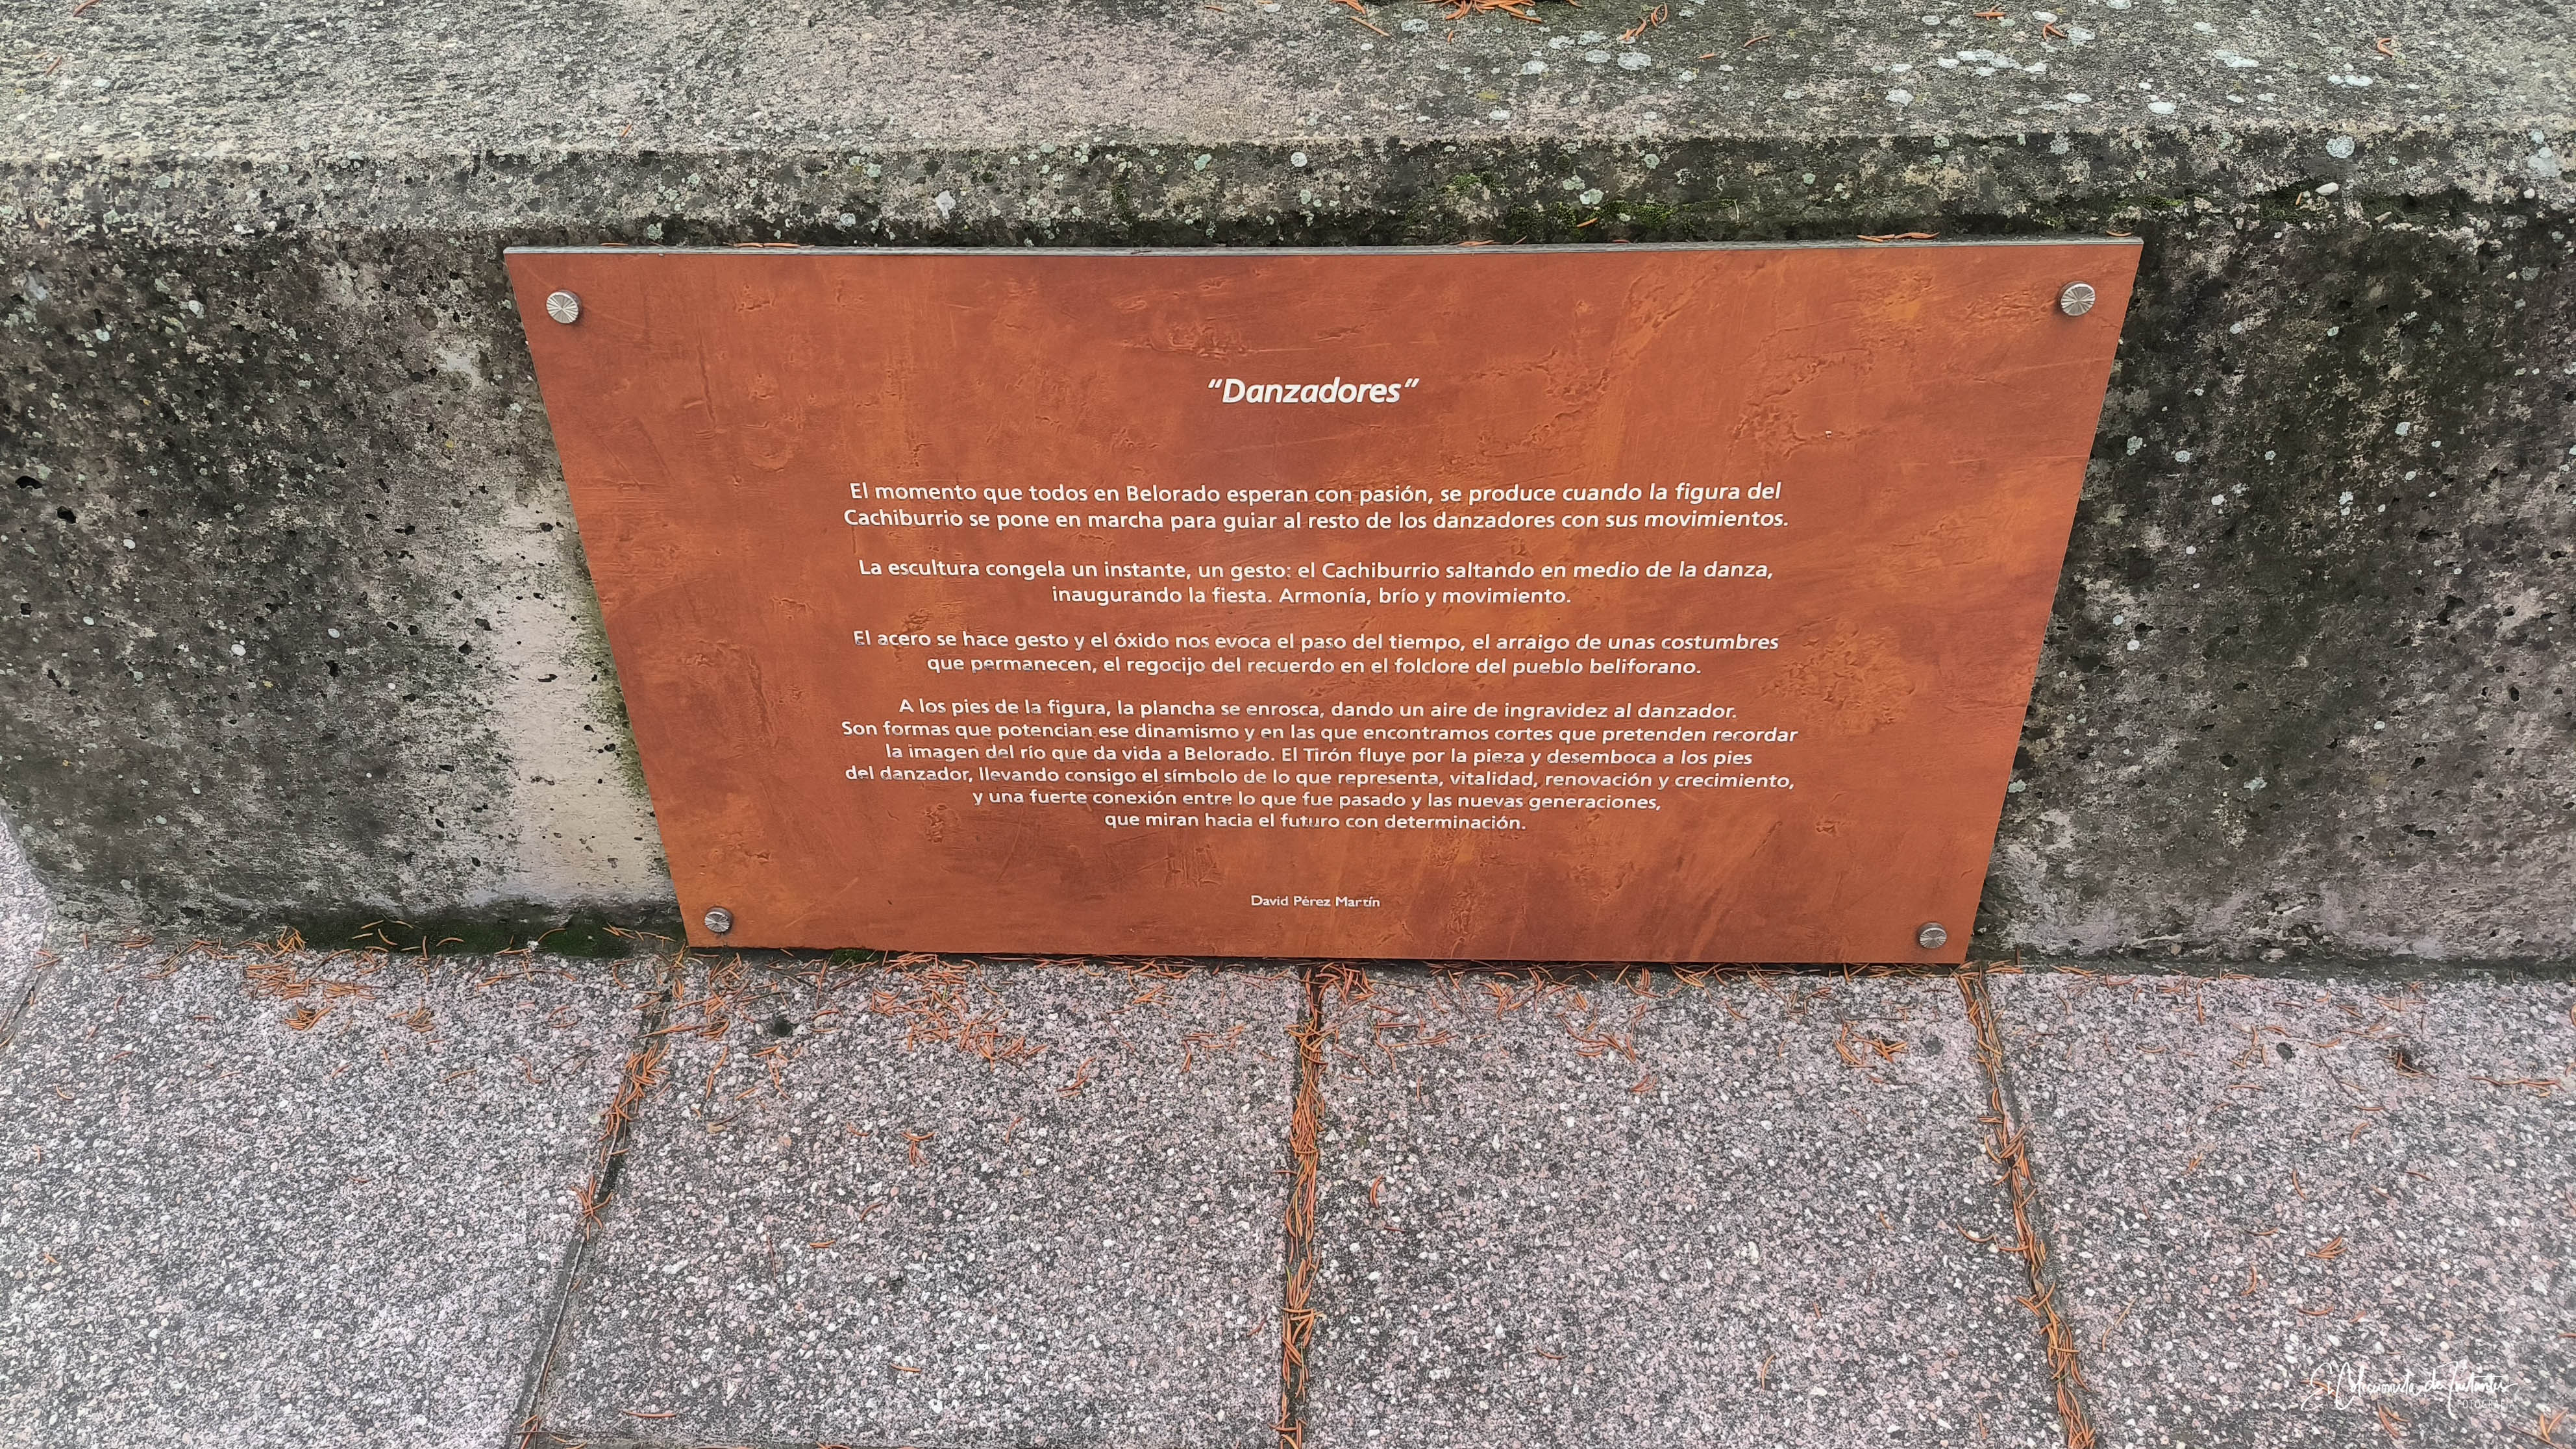 “Danzadores”
El momento que todos en Belorado esperan con pasión, se produce cuando la figura del
Cachiburrio se pone en marcha para guiar al resto de los danzadores con sus movimientos.
La escultura congela un instante, un gesto: el Cachiburrio saltando en medio de la danza,
inaugurando la fiesta. Armonía, brío y movimiento.
El acero se hace gesto y el óxido nos evoca el paso del tiempo, el arraigo de unas costumbres
que permanecen, el regocijo del recuerdo en el folclore del pueblo beliforano.
A los pies de la figura, la plancha se enrosca, dando un aire de ingravidez al danzador.
Son formas que potencian ese dinamismo y en las que encontramos cortes que pretenden recordar
la imagen del río que da vida a Belorado. El Tirón fluye por la pieza y desemboca a los pies
del danzador, llevando consigo el símbolo de lo que representa, vitalidad, renovación y crecimiento,
y una fuerte conexión entre lo que fue pasado y las nuevas generaciones,
que miran hacia el futuro con determinación.
David Pérez Martín
de Instantes